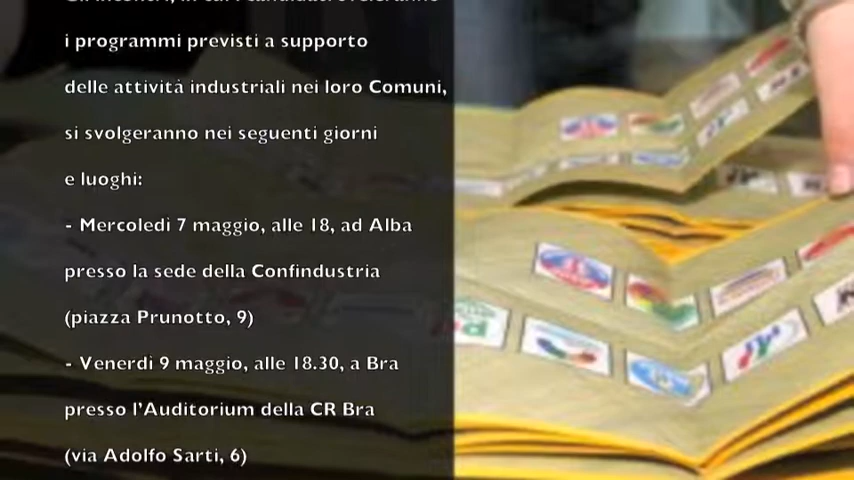 i programmi previsti a supporto
delle attività industriali nei loro Comuni,
si svolgeranno nei seguenti giorni
e luoghi:
- Mercoledì 7 maggio, alle 18, ad Alba
presso la sede della Confindustria
(piazza Prunotto, 9)
- Venerdì 9 maggio, alle 18.30, a Bra
presso l'Auditorium della CR Bra
(via Adolfo Sarti, 6)